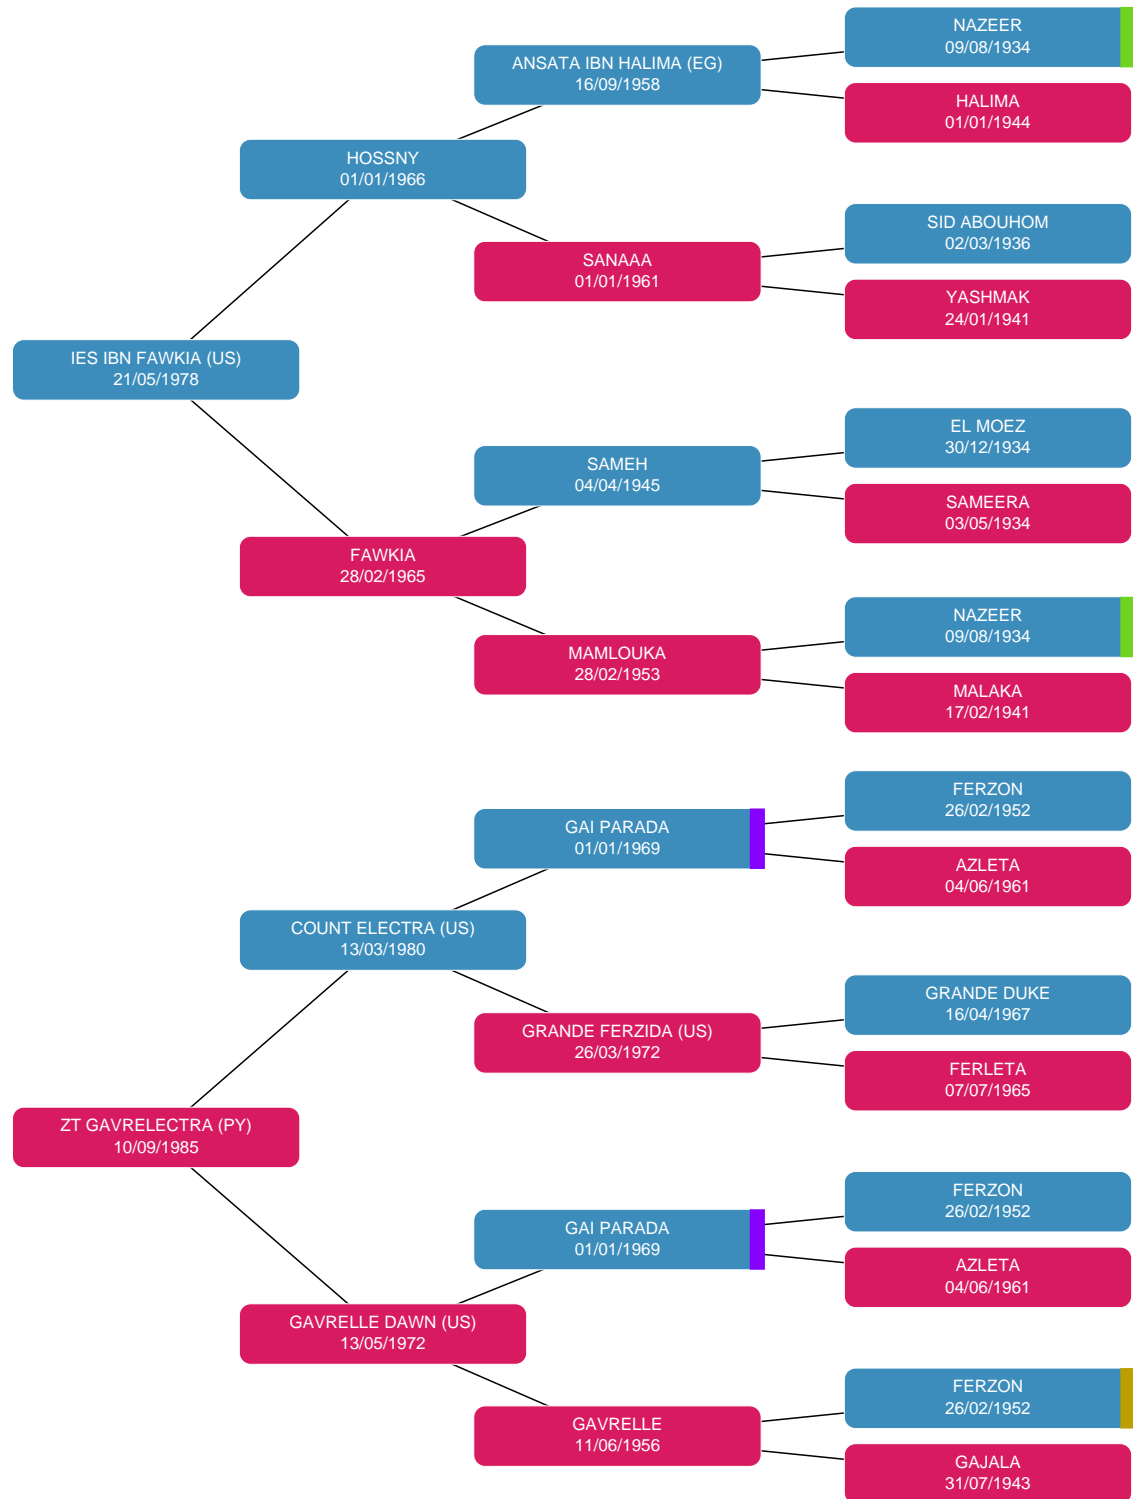 NAZEER
09/08/1934
ANSATA IBN HALIMA (EG)
16/09/1958
HALIMA
01/01/1944
HOSSNY
01/01/1966
SID ABOUHOM
02/03/1936
SANAAA
01/01/1961
YASHMAK
24/01/1941
IES IBN FAWKIA (US)
21/05/1978
EL MOEZ
30/12/1934
SAMEH
04/04/1945
SAMEERA
03/05/1934
FAWKIA
28/02/1965
NAZEER
09/08/1934
MAMLOUKA
28/02/1953
MALAKA
17/02/1941
FERZON
26/02/1952
GAI PARADA
01/01/1969
AZLETA
04/06/1961
COUNT ELECTRA (US)
13/03/1980
GRANDE DUKE
16/04/1967
GRANDE FERZIDA (US)
26/03/1972
FERLETA
07/07/1965
ZT GAVRELECTRA (PY)
10/09/1985
FERZON
26/02/1952
GAI PARADA
01/01/1969
AZLETA
04/06/1961
GAVRELLE DAWN (US)
13/05/1972
FERZON
26/02/1952
GAVRELLE
11/06/1956
GAJALA
31/07/1943